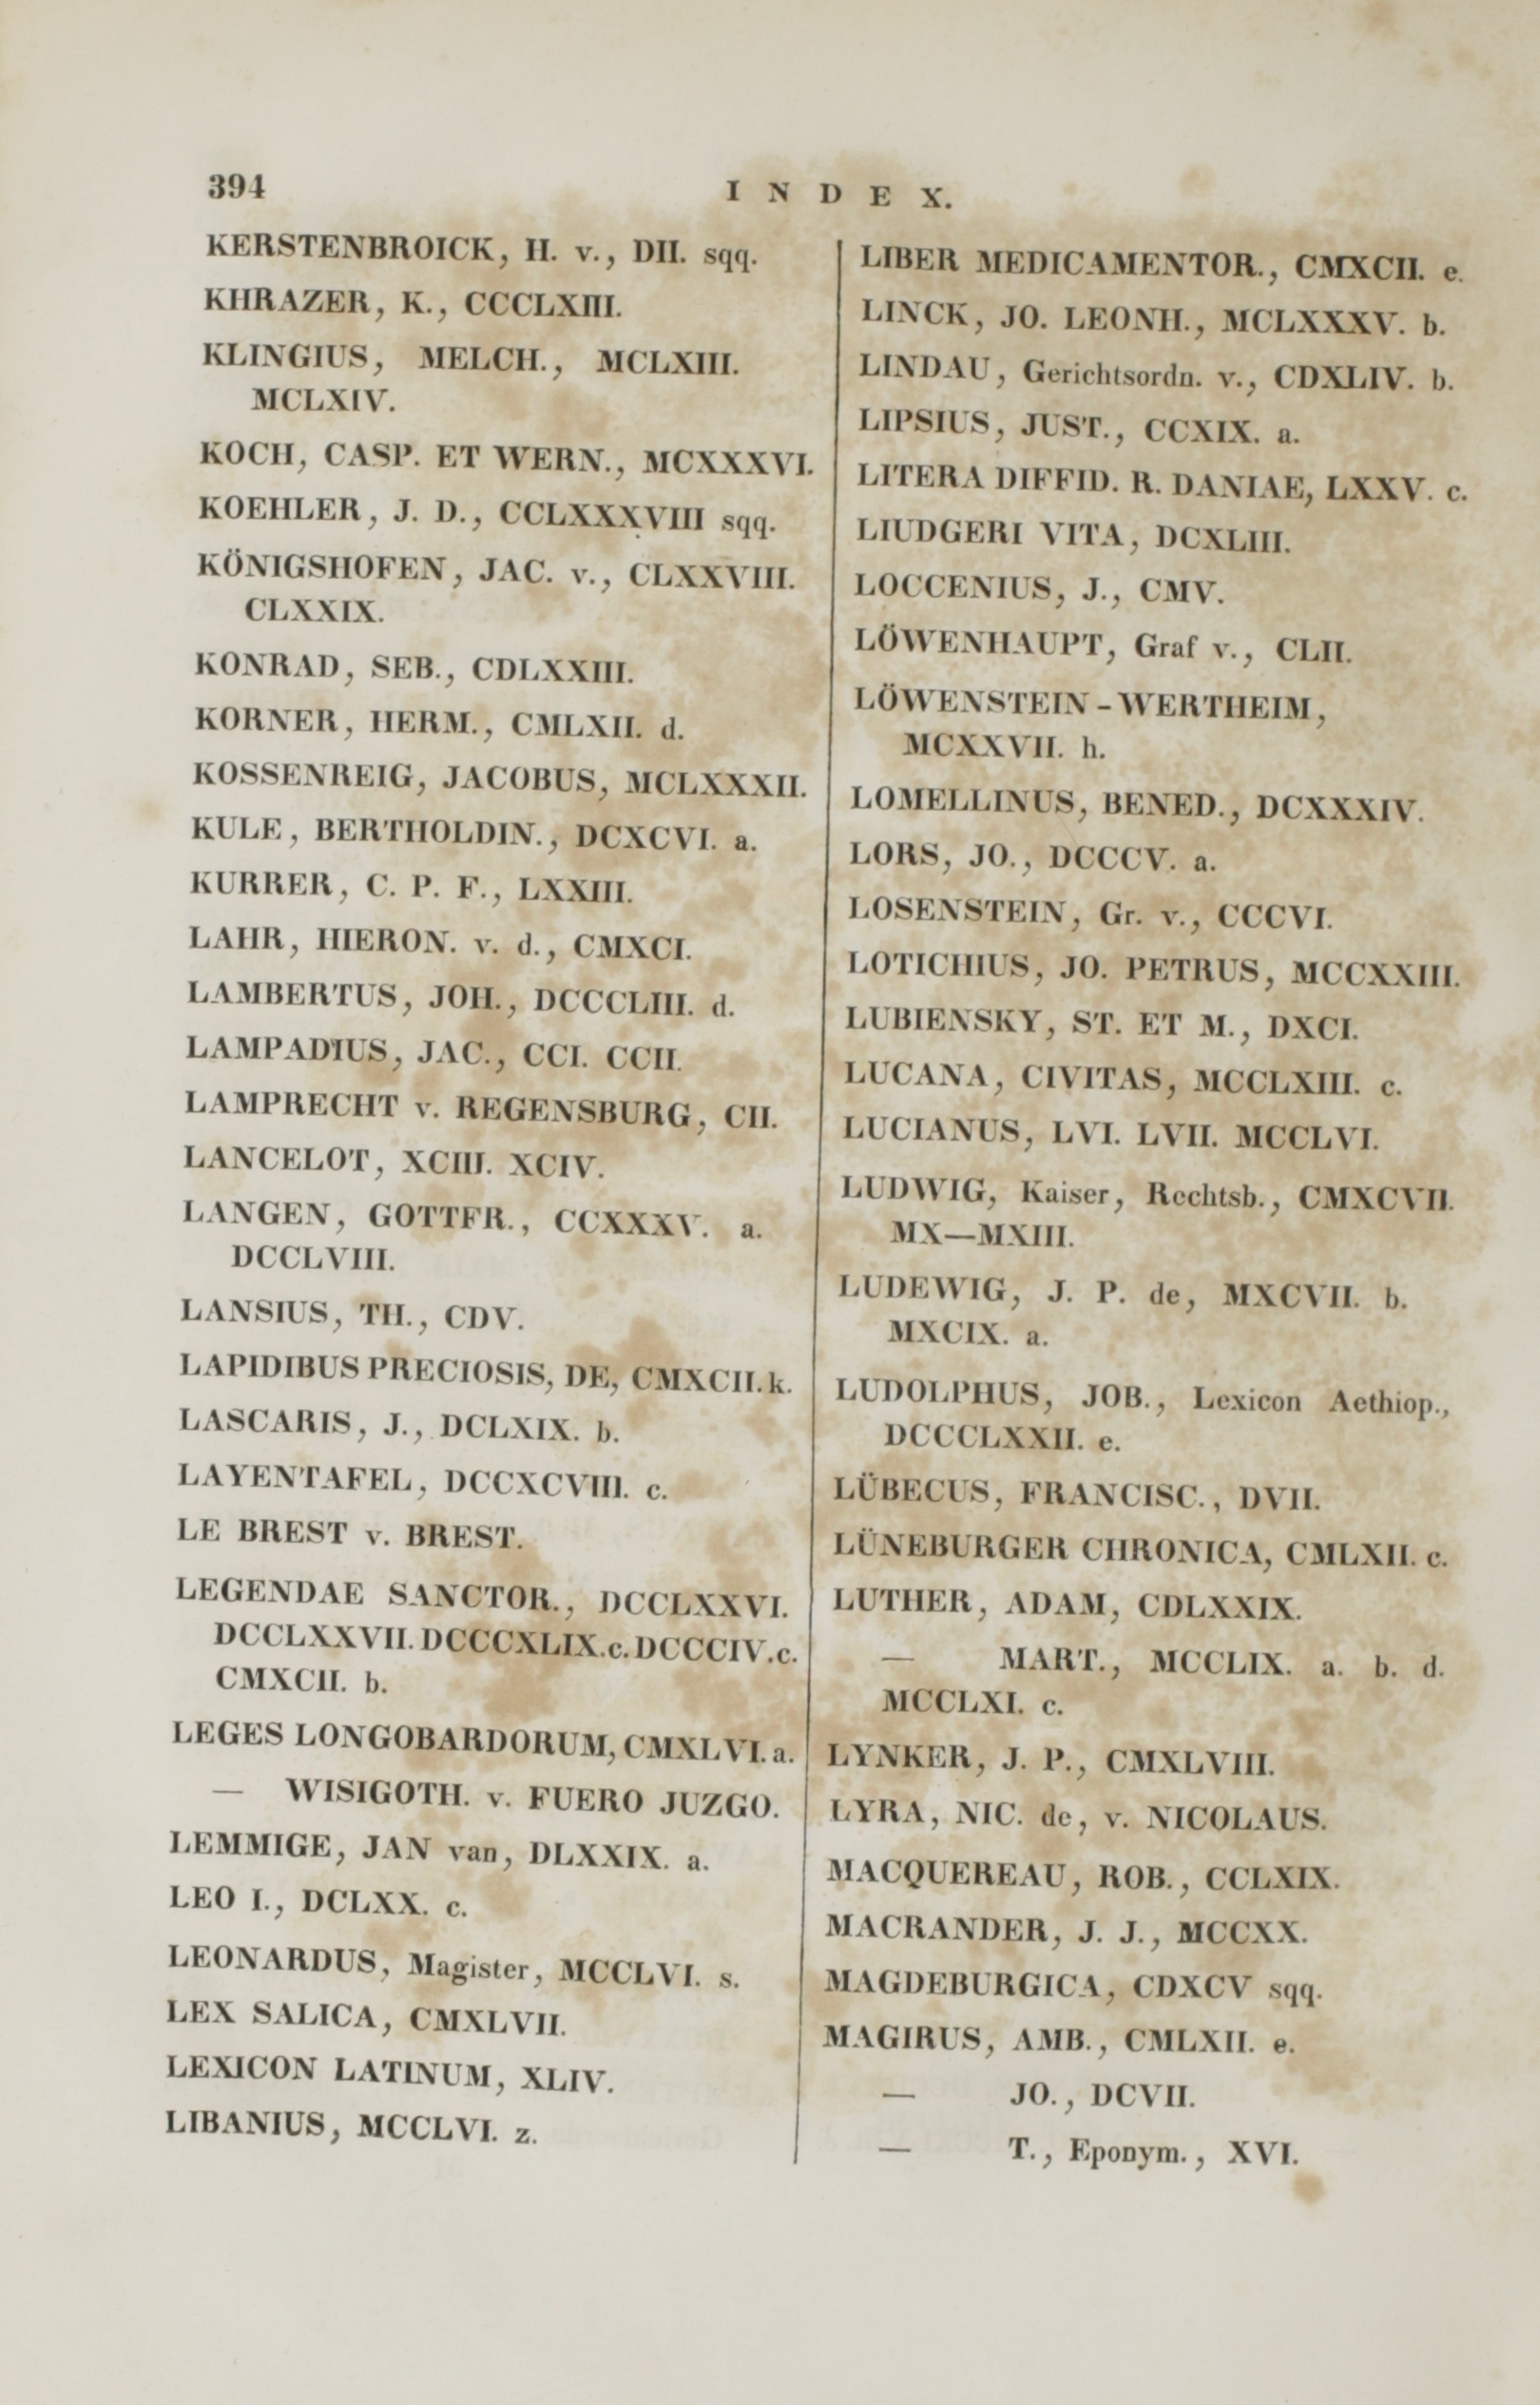 394
INDEX.
KERSTENBROICK, H. v., DII. sqq.
KHRAZER, K., CCCLXIII.
KLINGIUS, MELCH., MCLXIII.
MCLXIV.
KOCH, CASP. ET WERN., MCXXXVI.
KOEHLER, J. D., CCLXXXVIII sqq.
KÖNIGSHOFEN, JAC. v., CLXXVIII.
CLXXIX.
KONRAD, SEB., CDLXXIII.
KORNER, HERM., CMLXII. d.
KOSSENREIG, JACOBUS, MCLXXXII.
KULE, BERTHOLDIN., DCXCVI. a.
KURRER, C. P. F., LXXIII.
LAHR, HIERON. v. d., CMXCI.
LAMBERTUS, JOH., DCCCLIII. d.
LAMPADIUS, JAC., CCI. CCII.
LAMPRECHT v. REGENSBURG, CII.
LANCELOT, XCIII. XCIV.
LANGEN, GOTTFR., CCXXXV. a.
DCCLVIII.
LANSIUS, TH., CDV.
LAPIDIBUS PRECIOSIS, DE, CMXCII. k.
LASCARIS, J., DCLXIX. b.
LAYENTAFEL, DCCXCVIII. c.
LE BREST v. BREST.
LEGENDAE SANCTOR., DCCLXXVI.
DCCLXXVII. DCCCXLIX. c. DCCCIV. c.
CMXCII. b.
LEGES LONGOBARDORUM, CMXLVI. a.
— WISIGOTH. v. FUERO JUZGO.
LEMMIGE, JAN van, DLXXIX. a.
LEO I., DCLXX. c.
LEONARDUS, Magister, MCCLVI. s.
LEX SALICA, CMXLVII.
LEXICON LATINUM, XLIV.
LIBANIUS, MCCLVI. z.
LIBER MEDICAMENTOR., CMXCII. e.
LINCK, JO. LEONH., MCLXXXV. b.
LINDAU, Gerichtsordn. v., CDXLIV. b.
LIPSIUS, JUST., CCXIX. a.
LITERA DIFFID. R. DANIAE, LXXV. c.
LIUDGERI VITA, DCXLIII.
LOCCENIUS, J., CMV.
LÖWENHAUPT, Graf v., CLII.
LÖWENSTEIN-WERTHEIM,
MCXXVII. h.
LOMELLINUS, BENED., DCXXXIV.
LORS, JO., DCCCV. a.
LOSENSTEIN, Gr. v., CCCVI.
LOTICHIUS, JO. PETRUS, MCCXXIII.
LUBIENSKY, ST. ET M., DXCI.
LUCANA, CIVITAS, MCCLXIII. c.
LUCIANUS, LVI. LVII. MCCLVI.
LUDWIG, Kaiser, Rechtsb., CMXCVII.
MX—MXIII.
LUDEWIG, J. P. de, MXCVII. b.
MXCIX. a.
LUDOLPHUS, JOB., Lexicon Aethiop.,
DCCCLXXII. e.
LÜBECUS, FRANCISC., DVII.
LÜNEBURGER CHRONICA, CMLXII. c.
LUTHER, ADAM, CDLXXIX.
— MART., MCCLIX. a. b. d.
MCCLXI. c.
LYNKER, J. P., CMXLVIII.
LYRA, NIC. de, v. NICOLAUS.
MACQUEREAU, ROB., CCLXIX.
MACRANDER, J. J., MCCXX.
MAGDEBURGICA, CDXCV sqq.
MAGIRUS, AMB., CMLXII. e.
— JO., DCVII.
— T., Eponym., XVI.